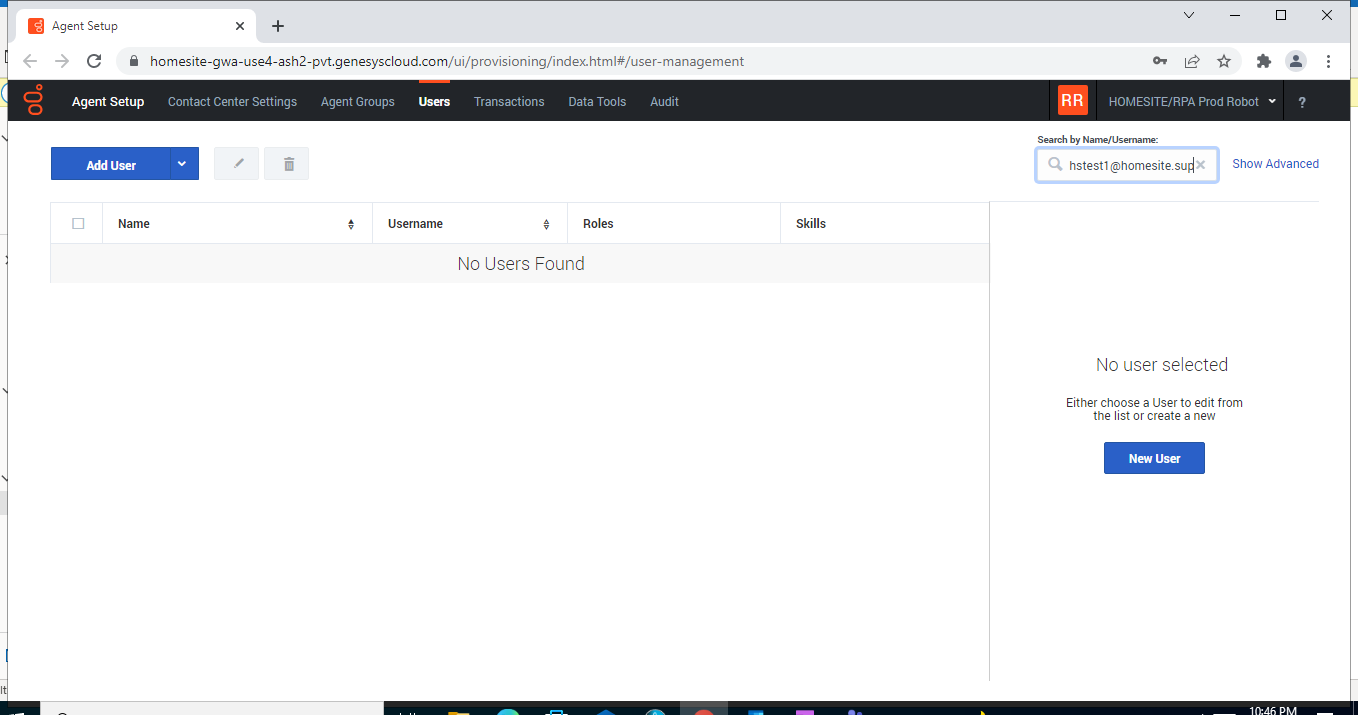 Agent Setup
homesite-gwa-use4-ash2-pvt.genesyscloud.com/ui/provisioning/index.html#/user-management
Agent Setup Contact Center Settings Agent Groups Users Transactions Data Tools Audit RR HOMESITE/RPA Prod Robot ?
Search by Name/Username:
Add User hstest1@homesite.sup Show Advanced
Name Username Roles Skills
No Users Found
No user selected
Either choose a User to edit from
the list or create a new
New User
10:46 PM